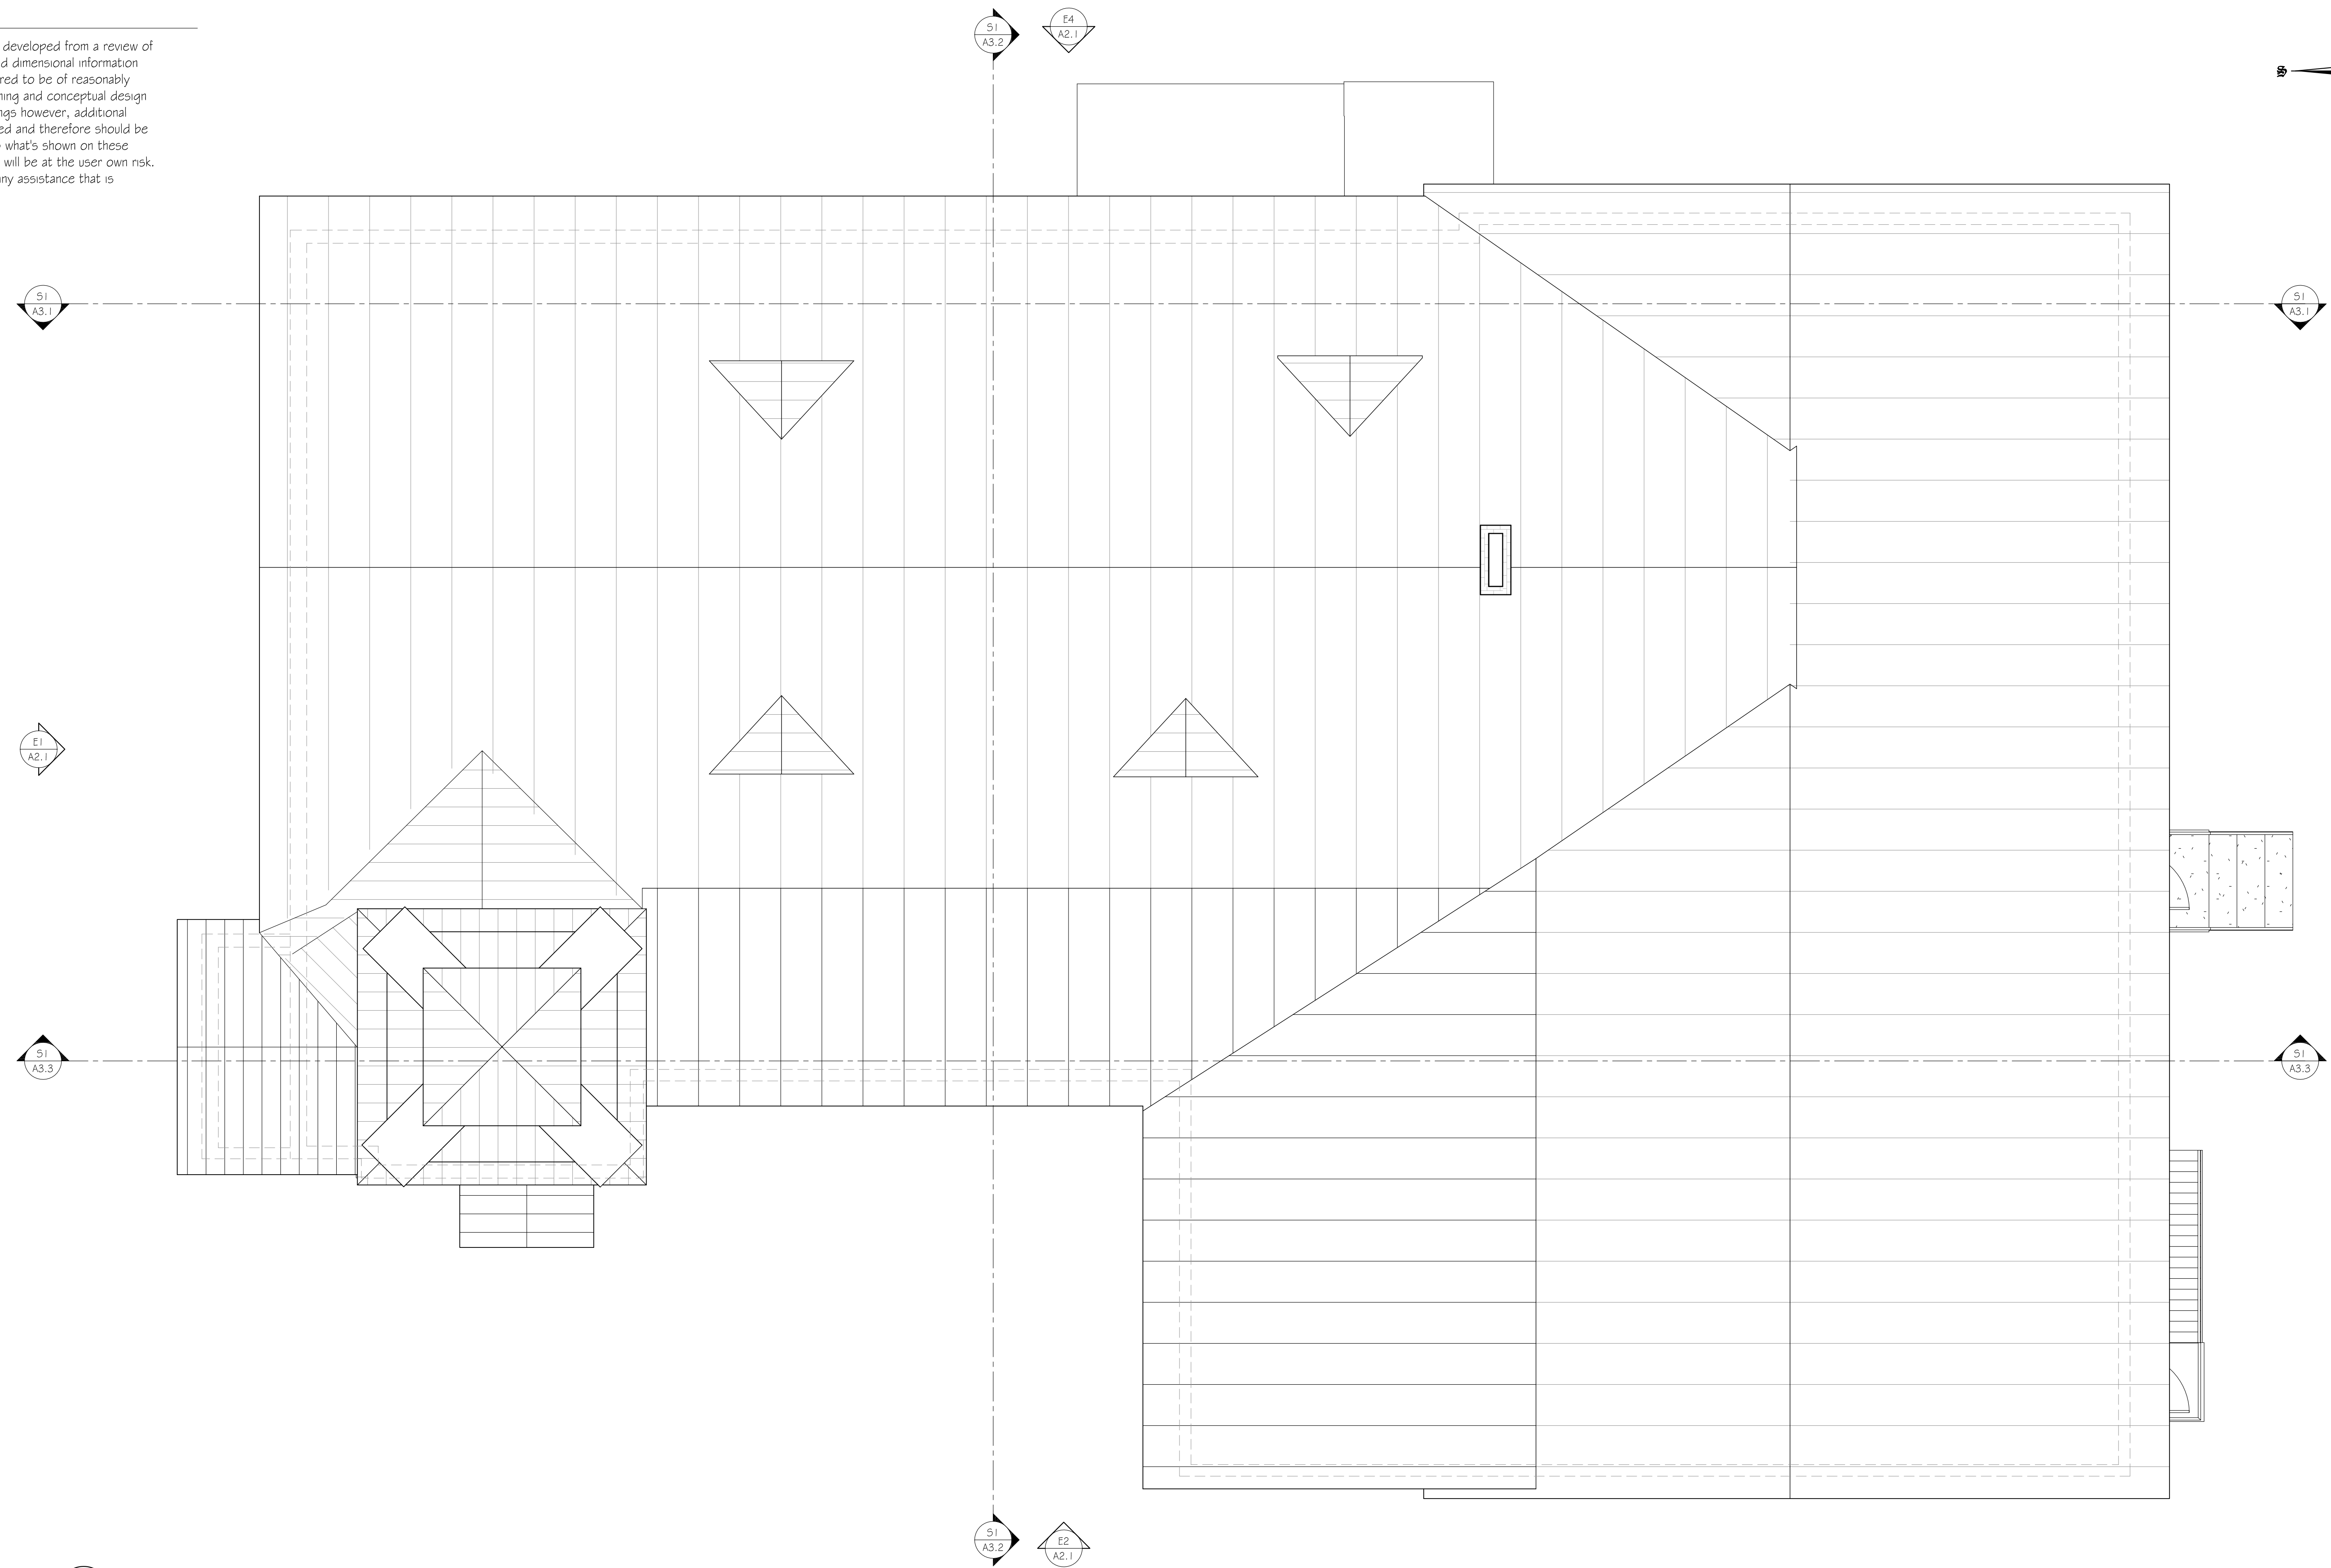 developed from a review of
d dimensional information
red to be of reasonably
ning and conceptual design
ngs however, additional
ed and therefore should be
what's shown on these
will be at the user own risk.
any assistance that is
S1
A3.2
E4
A2.1
S
S1
A3.1
S1
A3.1
E1
A2.1
S1
A3.3
S1
A3.3
S1
A3.2
E2
A2.1